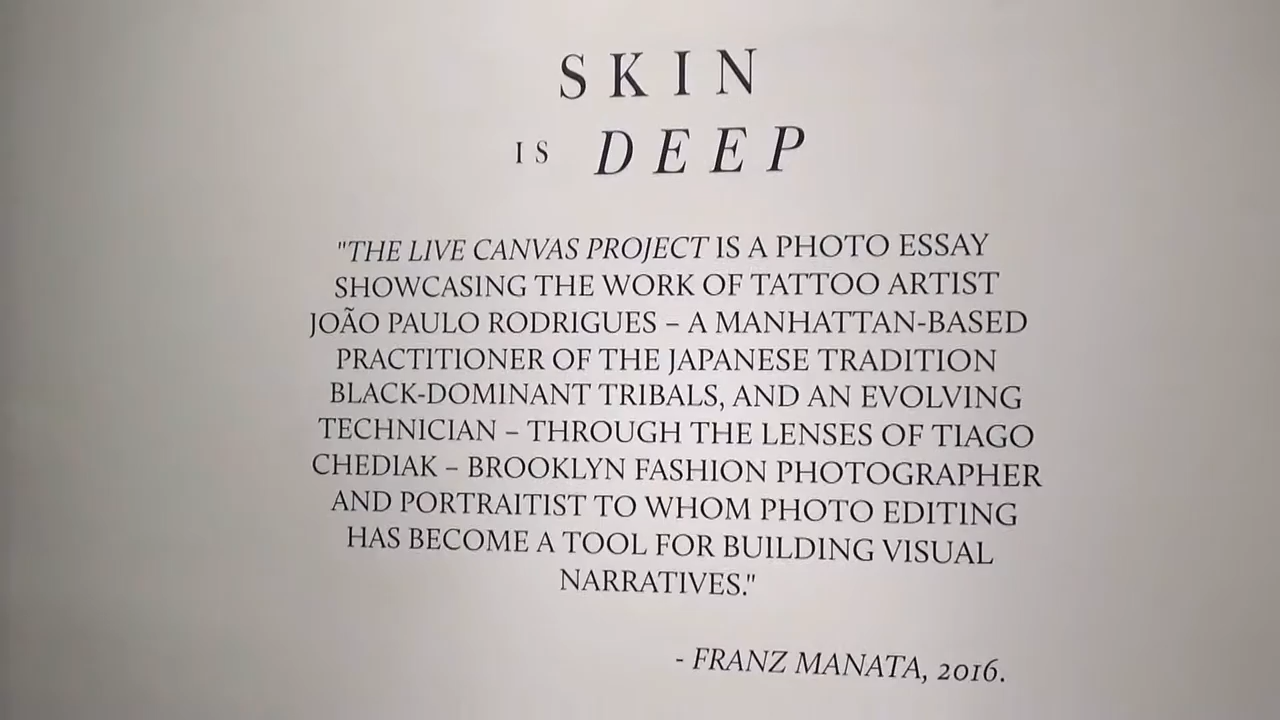 SKIN
IS DEEP
"THE LIVE CANVAS PROJECT IS A PHOTO ESSAY
SHOWCASING THE WORK OF TATTOO ARTIST
JOÃO PAULO RODRIGUES – A MANHATTAN-BASED
PRACTITIONER OF THE JAPANESE TRADITION
BLACK-DOMINANT TRIBALS, AND AN EVOLVING
TECHNICIAN – THROUGH THE LENSES OF TIAGO
CHEDIAK – BROOKLYN FASHION PHOTOGRAPHER
AND PORTRAITIST TO WHOM PHOTO EDITING
HAS BECOME A TOOL FOR BUILDING VISUAL
NARRATIVES."
- FRANZ MANATA, 2016.